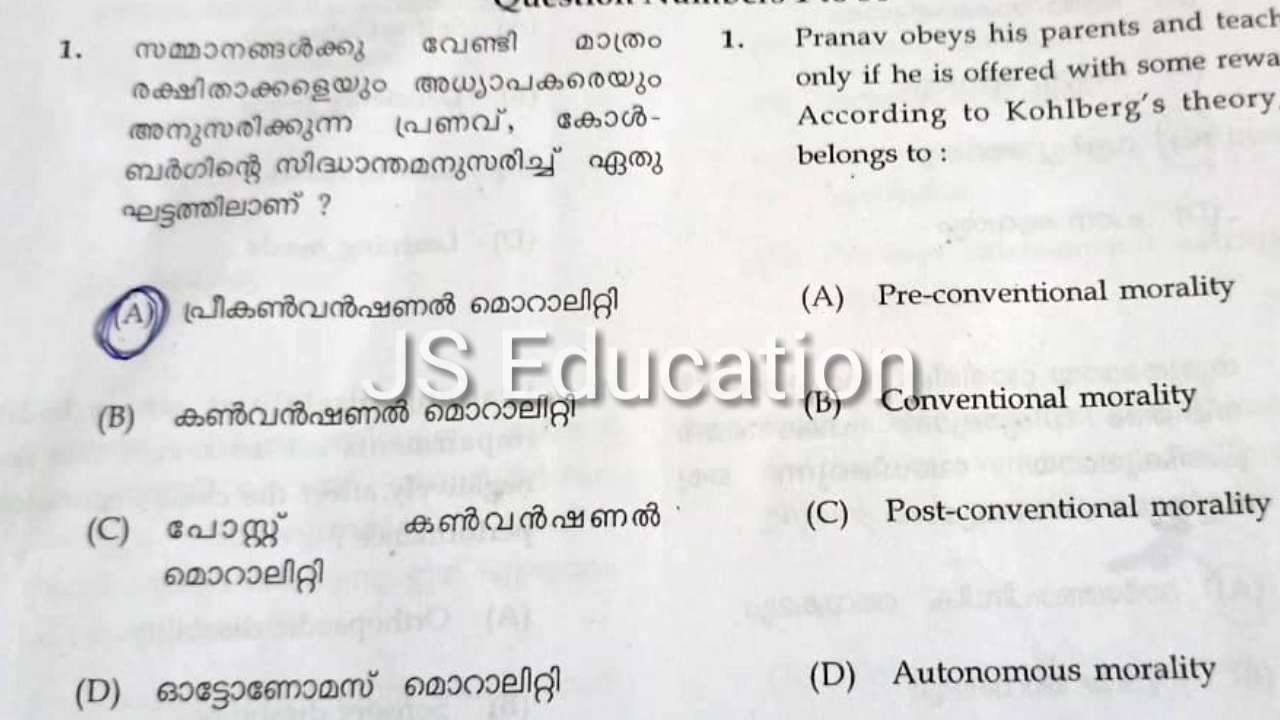 1. സമ്മാനങ്ങൾക്കു വേണ്ടി മാത്രം
രക്ഷിതാക്കളെയും അധ്യാപകരെയും
അനുസരിക്കുന്ന പ്രണവ്, കോൾ-
ബർഗിന്റെ സിദ്ധാന്തമനുസരിച്ച് ഏതു
ഘട്ടത്തിലാണ് ?
(A) പ്രീകൺവൻഷണൽ മൊറാലിറ്റി
(B) കൺവൻഷണൽ മൊറാലിറ്റി
(C) പോസ്റ്റ് കൺവൻഷണൽ
മൊറാലിറ്റി
(D) ഓട്ടോണോമസ് മൊറാലിറ്റി
1. Pranav obeys his parents and teach
only if he is offered with some rewa
According to Kohlberg's theory,
belongs to :
(A) Pre-conventional morality
(B) Conventional morality
(C) Post-conventional morality
(D) Autonomous morality
JS Education